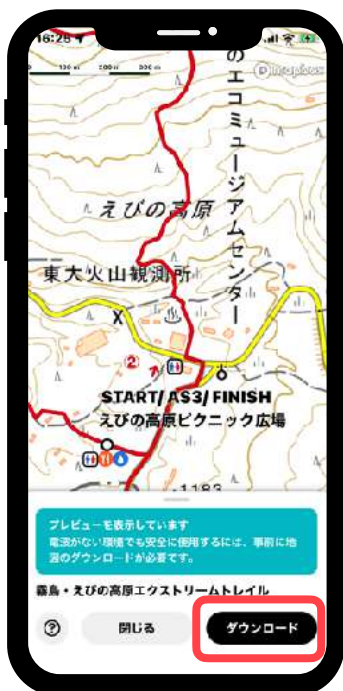 16:25
100 m 200 m 300 m
mapbox
のエコミュージアムセンター
えびの高原
東大火山観測所
②
START/ AS3/ FINISH
えびの高原ピクニック広場
1183
プレビューを表示しています
電波がない環境でも安全に使用するには、事前に地
図のダウンロードが必要です。
霧島・えびの高原エクストリームトレイル
?
閉じる
ダウンロード